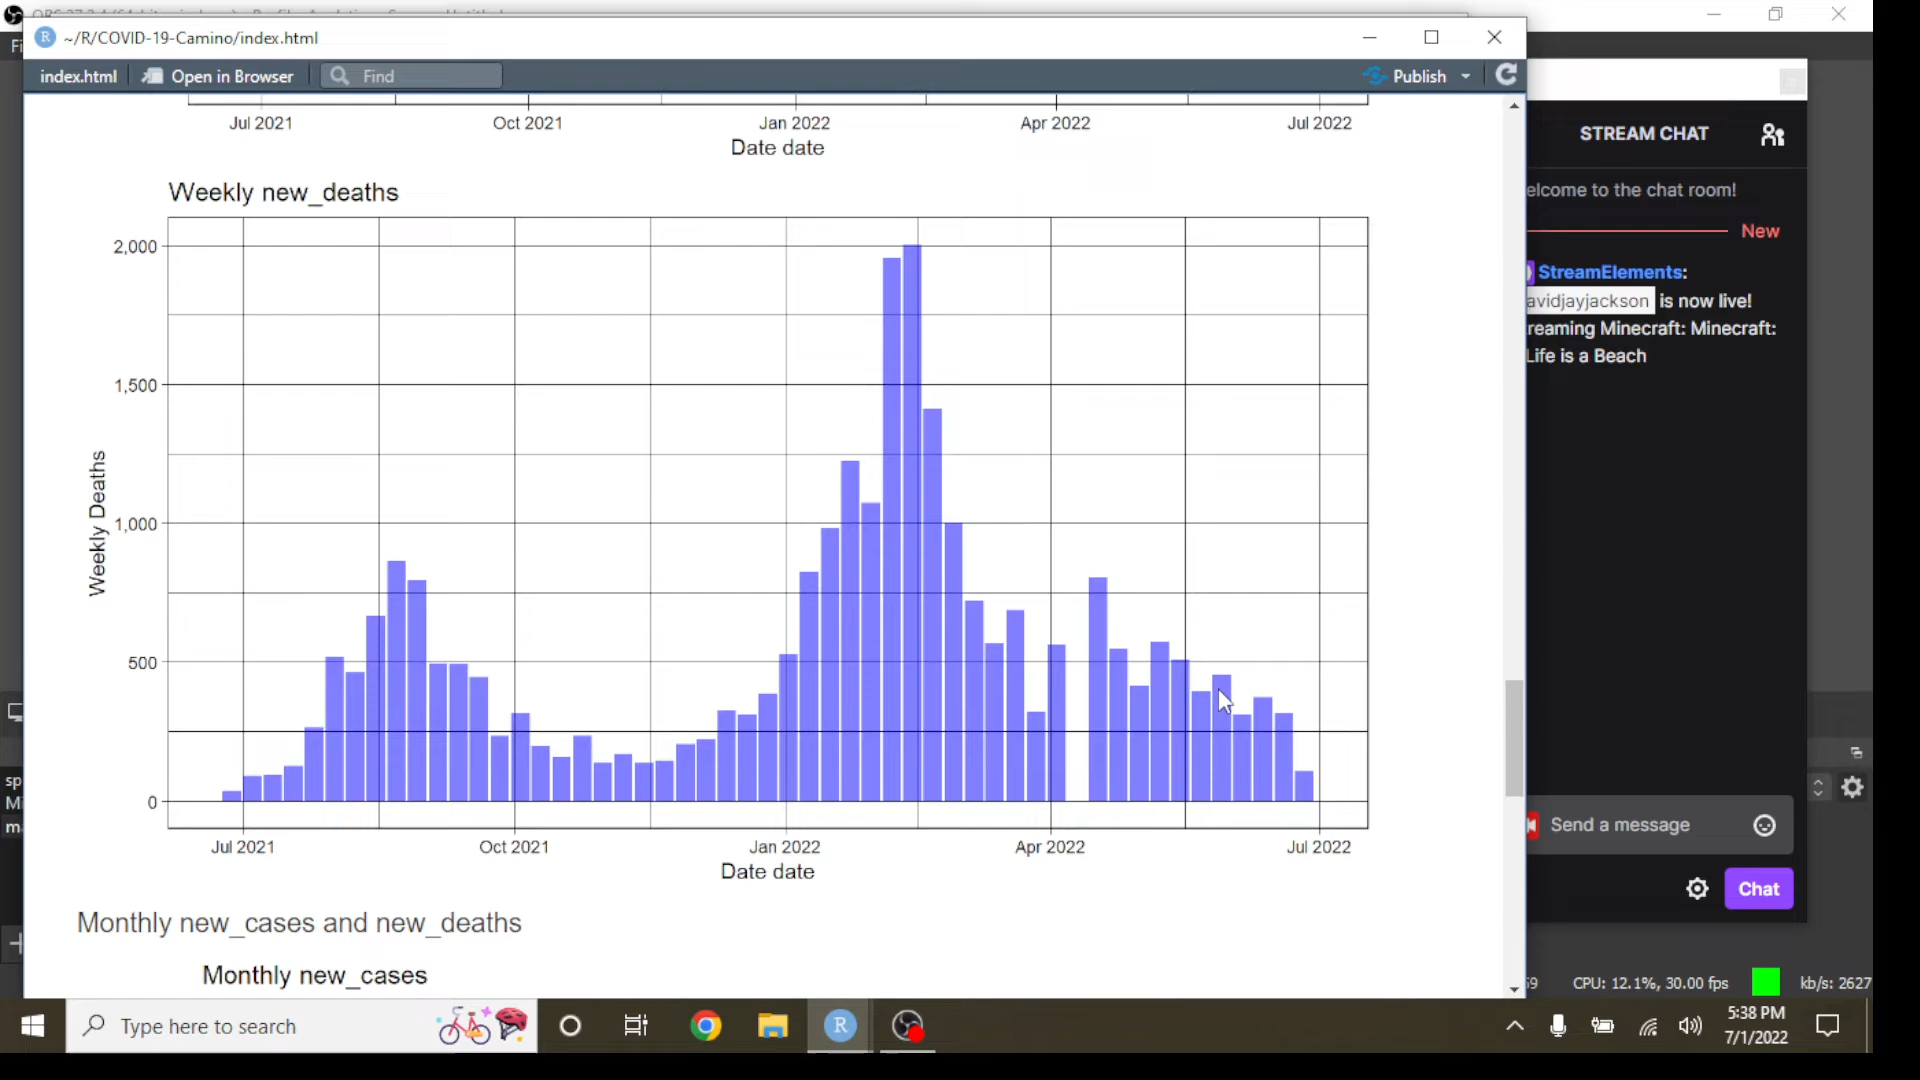 ~/R/COVID-19-Camino/index.html
index.html
Open in Browser
Find
Publish
Jul 2021
Oct 2021
Jan 2022
Apr 2022
Jul 2022
Date date
Weekly new_deaths
2,000
1,500
1,000
500
0
Weekly Deaths
Jul 2021
Oct 2021
Jan 2022
Apr 2022
Jul 2022
Date date
Monthly new_cases and new_deaths
Monthly new_cases
STREAM CHAT
elcome to the chat room!
New
StreamElements:
avidjayjackson is now live!
reaming Minecraft: Minecraft:
Life is a Beach
Send a message
Chat
CPU: 12.1%, 30.00 fps
kb/s: 2627
Type here to search
5:38 PM
7/1/2022